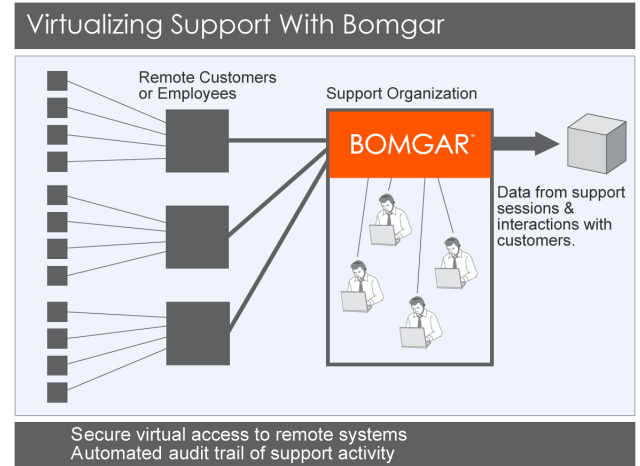 Virtualizing Support With Bomgar
Remote Customers
or Employees
Support Organization
BOMGAR™
Data from support
sessions &
interactions with
customers.
Secure virtual access to remote systems
Automated audit trail of support activity